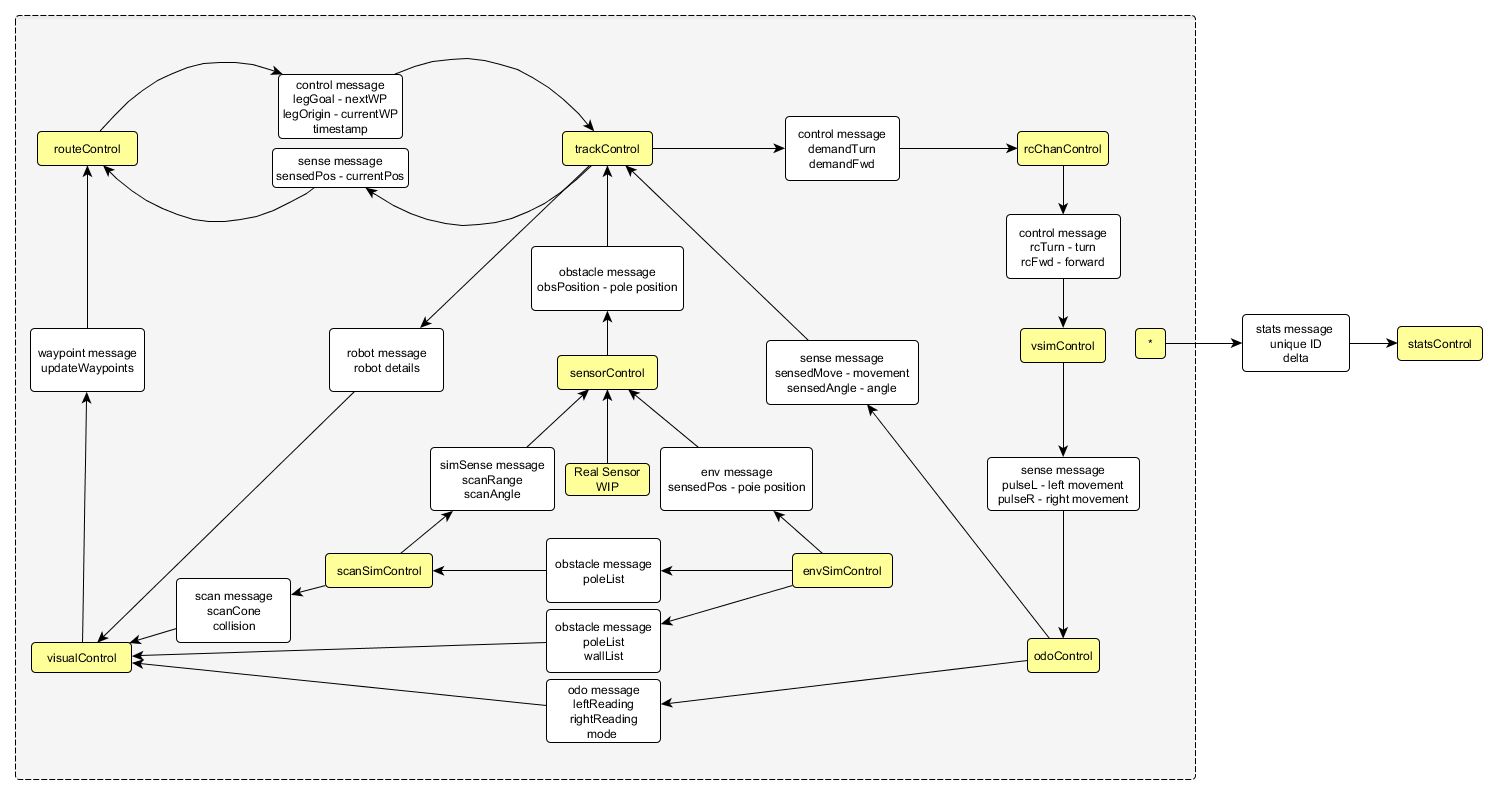 control message
legGoal - nextWP
legOrigin - currentWP
timestamp
routeControl
sense message
sensedPos - currentPos
trackControl
control message
demandTurn
demandFwd
rcChanControl
control message
rcTurn - turn
rcFwd - forward
obstacle message
obsPosition - pole position
waypoint message
updateWaypoints
robot message
robot details
sensorControl
sense message
sensedMove - movement
sensedAngle - angle
vsimControl
*
stats message
unique ID
delta
statsControl
simSense message
scanRange
scanAngle
Real Sensor
WIP
env message
sensedPos - poie position
sense message
pulseL - left movement
pulseR - right movement
scanSimControl
obstacle message
poleList
envSimControl
scan message
scanCone
collision
obstacle message
poleList
wallList
visualControl
odoControl
odo message
leftReading
rightReading
mode